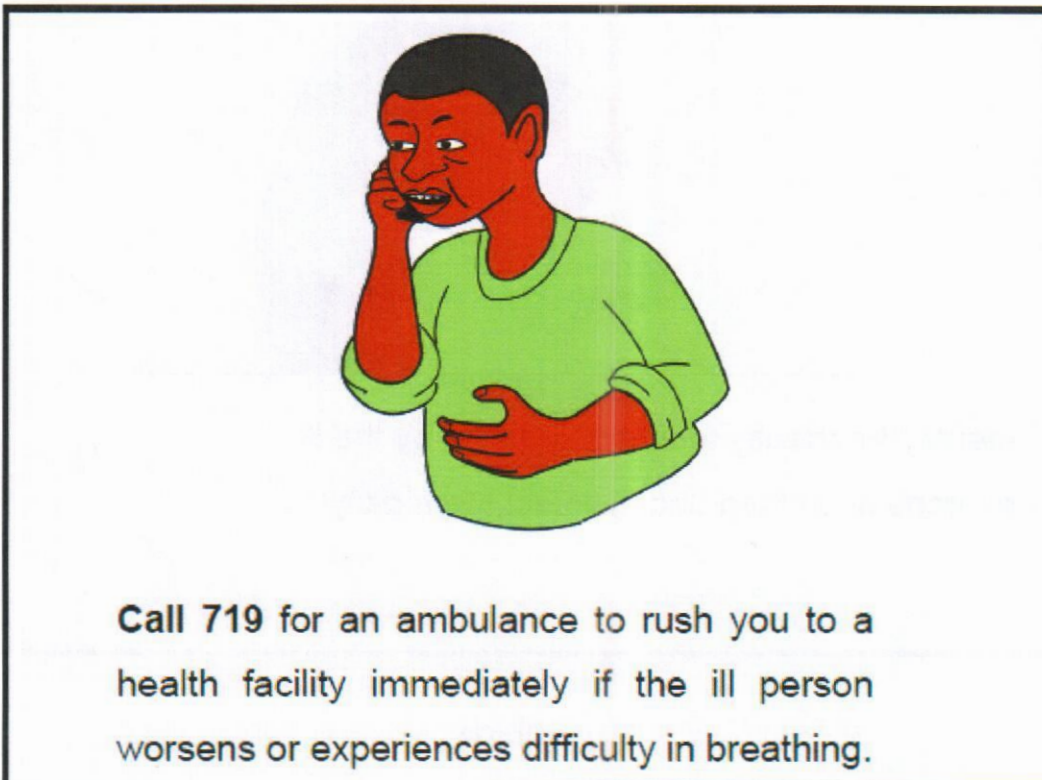 Call 719 for an ambulance to rush you to a
health facility immediately if the ill person
worsens or experiences difficulty in breathing.